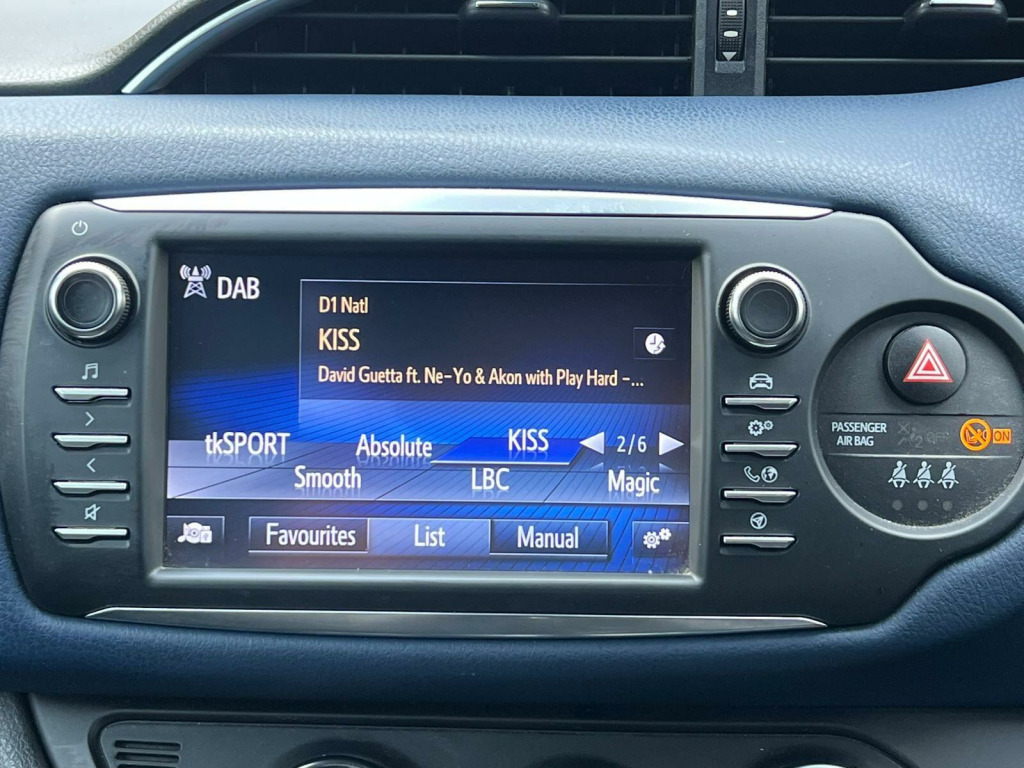 DAB
D1 Natl
KISS
David Guetta ft. Ne-Yo & Akon with Play Hard -...
tkSPORT Absolute KISS 2/6
Smooth LBC Magic
Favourites List Manual
PASSENGER
AIR BAG
OFF
ON